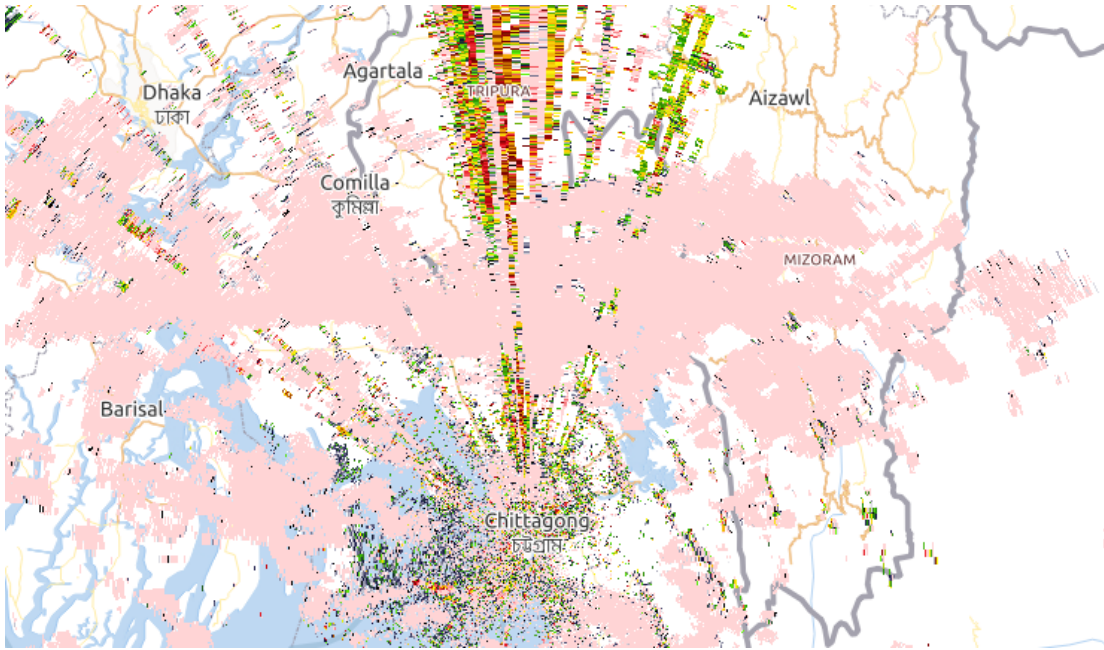 Agartala
TRIPURA
Dhaka
ঢাকা
Aizawl
Comilla
কুমিল্লা
MIZORAM
Barisal
Chittagong
চট্টগ্রাম